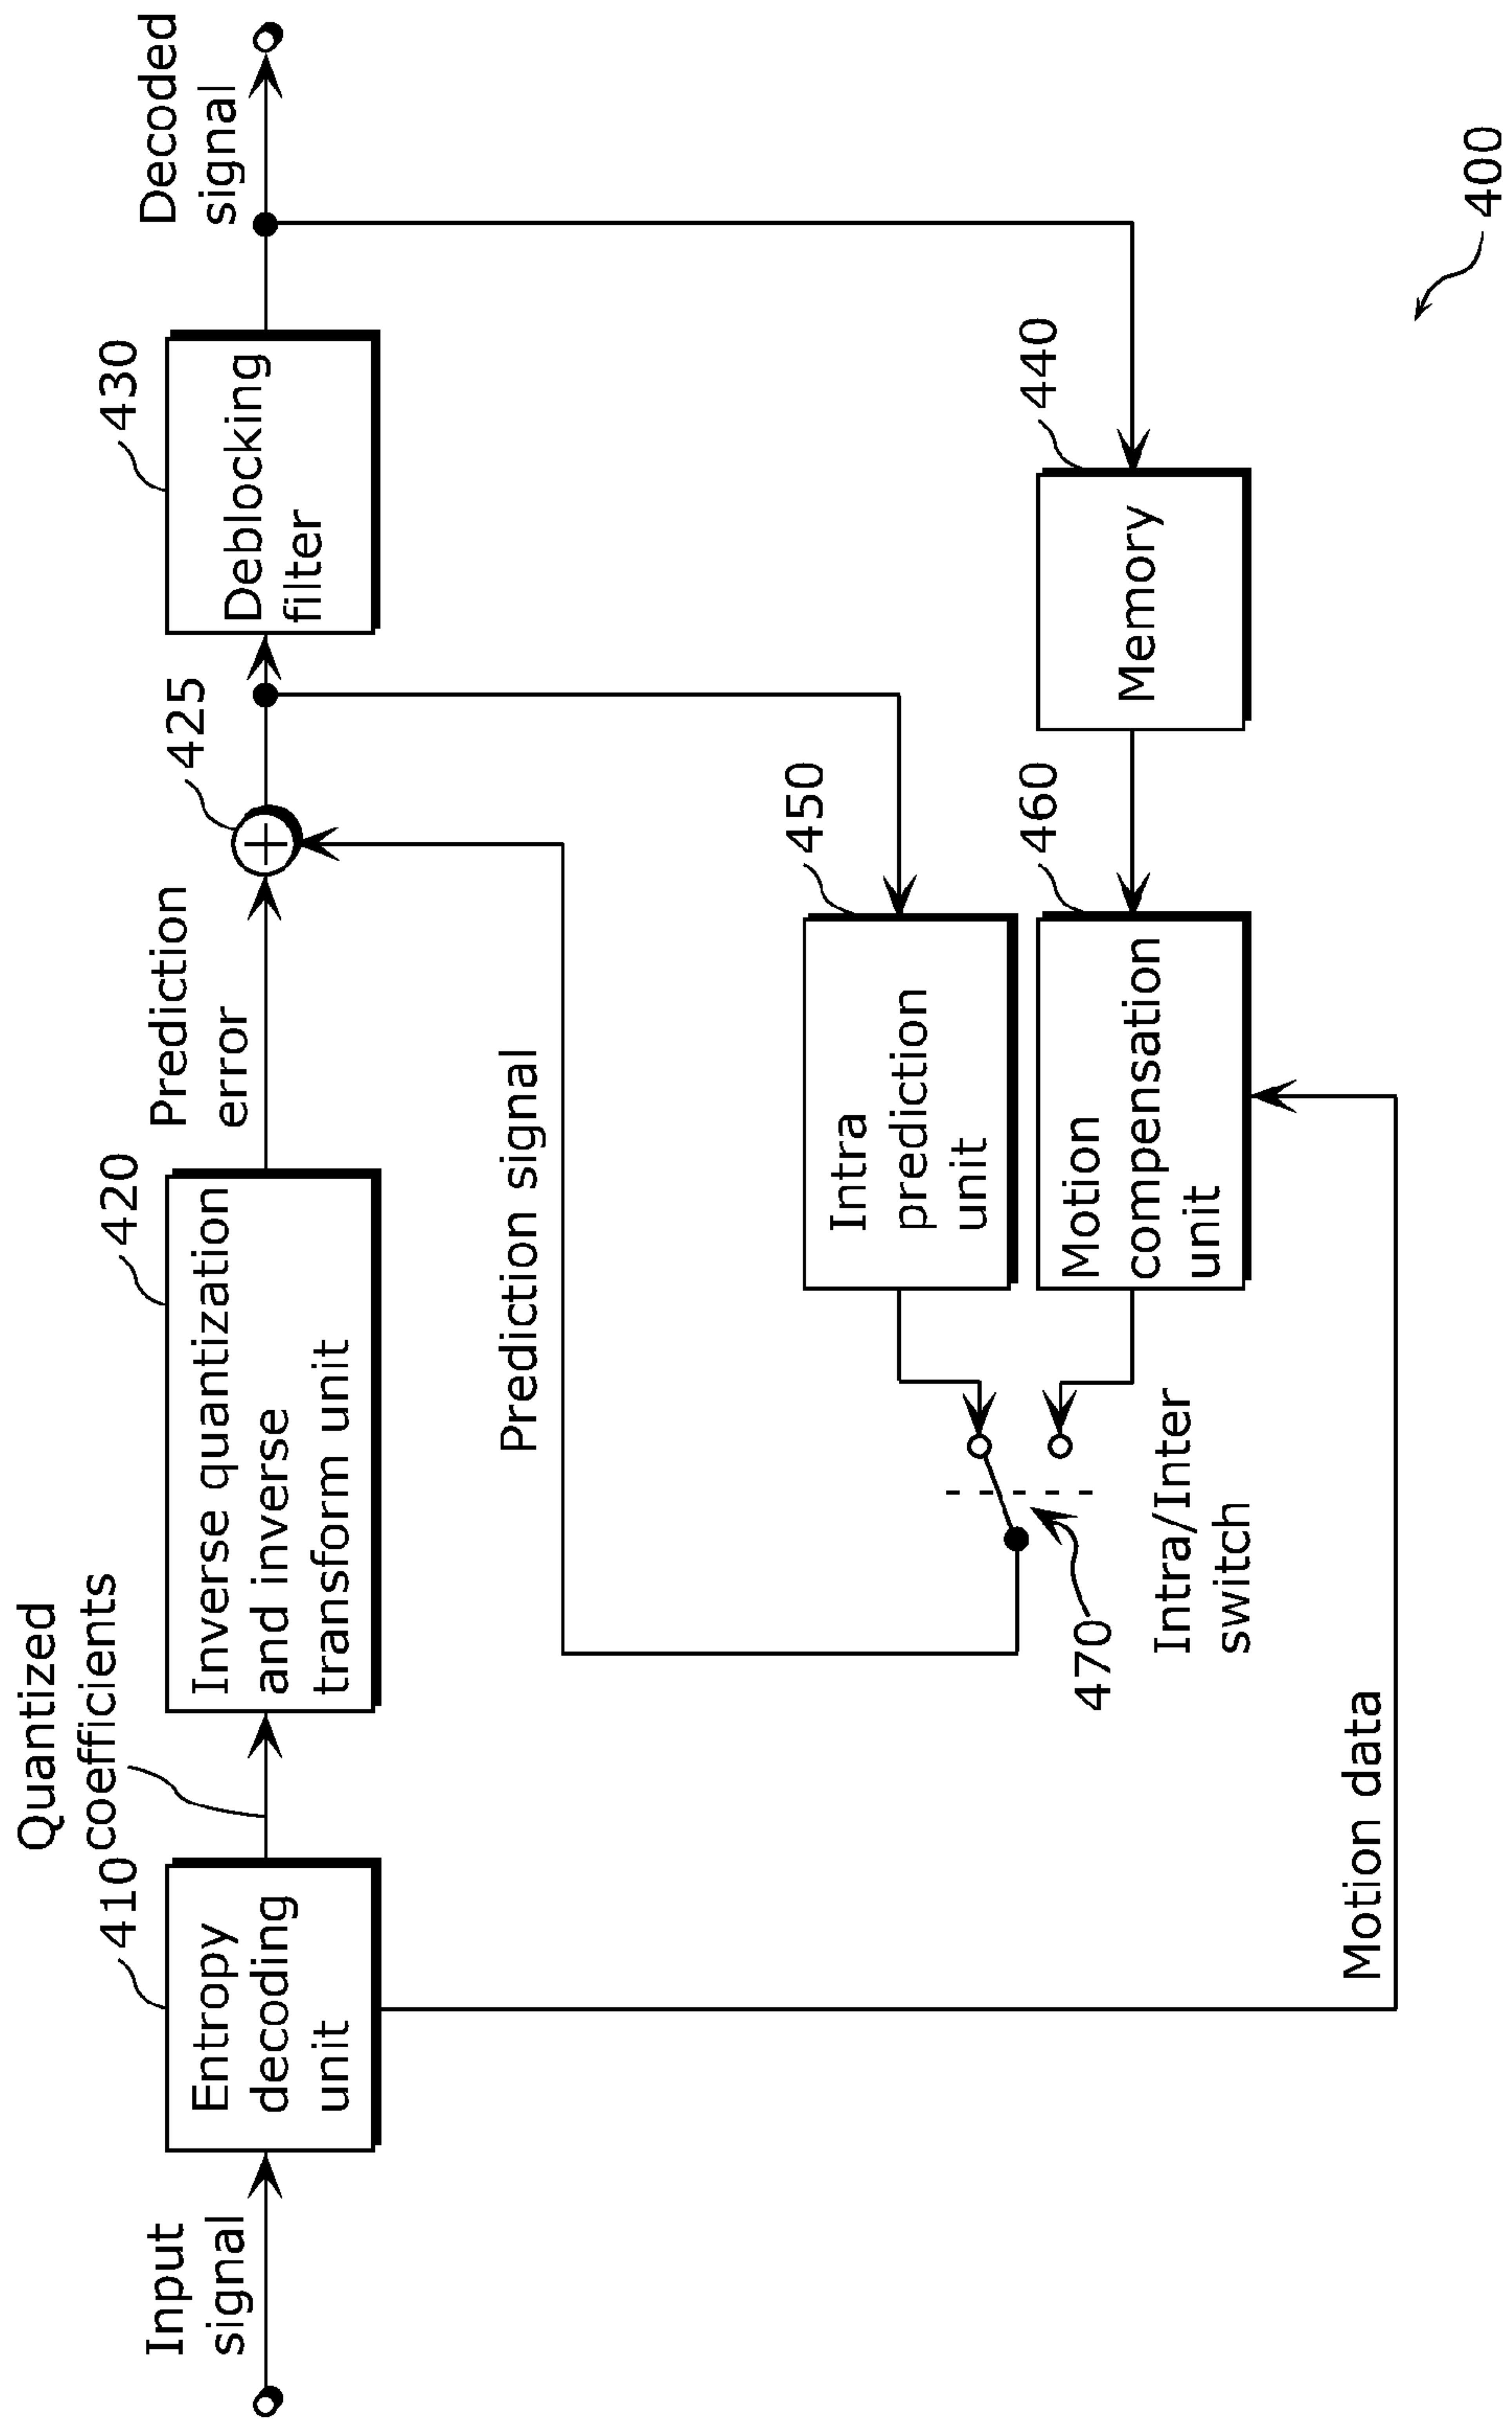 Input
signal
410
Entropy
decoding
unit
Quantized
coefficients
420
Inverse quantization
and inverse
transform unit
Prediction
error
425
430
Deblocking
filter
Decoded
signal
Prediction signal
450
Intra
prediction
unit
440
Memory
460
Motion
compensation
unit
470
Intra/Inter
switch
Motion data
400